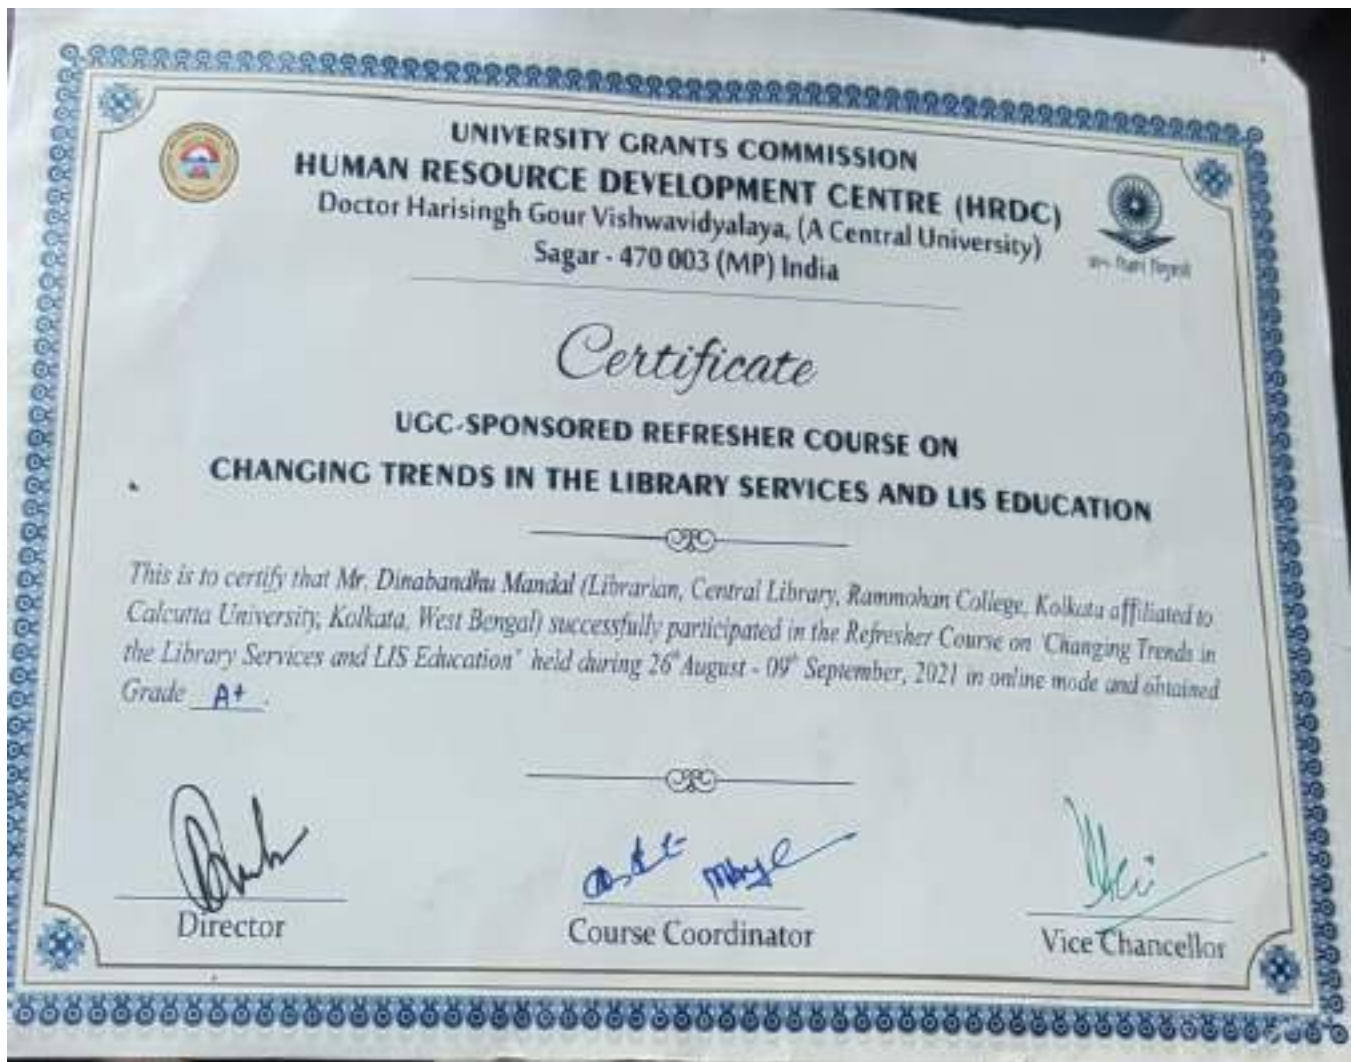 UNIVERSITY GRANTS COMMISSION
HUMAN RESOURCE DEVELOPMENT CENTRE (HRDC)
Doctor Harisingh Gour Vishwavidyalaya, (A Central University)
Sagar - 470 003 (MP) India
Certificate
UGC-SPONSORED REFRESHER COURSE ON
CHANGING TRENDS IN THE LIBRARY SERVICES AND LIS EDUCATION
This is to certify that Mr. Dinabandhu Mandal (Librarian, Central Library, Rammohan College, Kolkata affiliated to
Calcutta University, Kolkata, West Bengal) successfully participated in the Refresher Course on 'Changing Trends in
the Library Services and LIS Education" held during 26th August - 09th September, 2021 in online mode and obtained
Grade A+.
Director
Course Coordinator
Vice Chancellor